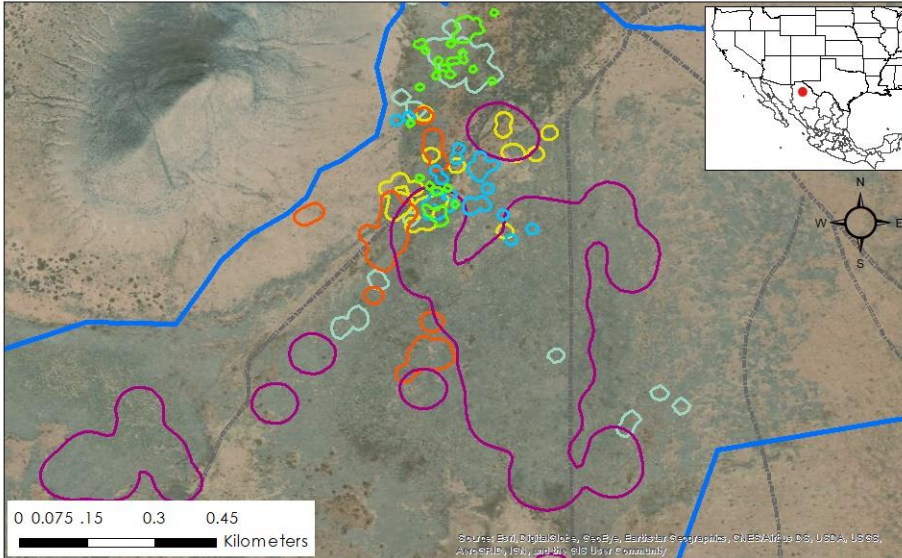 N
W E
S
0 0.075 .15 0.3 0.45
Kilometers
Source: Esri, DigitalGlobe, GeoEye, Earthstar Geographics, CNES/Airbus DS, USDA, USGS,
AeroGRID, IGN, and the GIS User Community